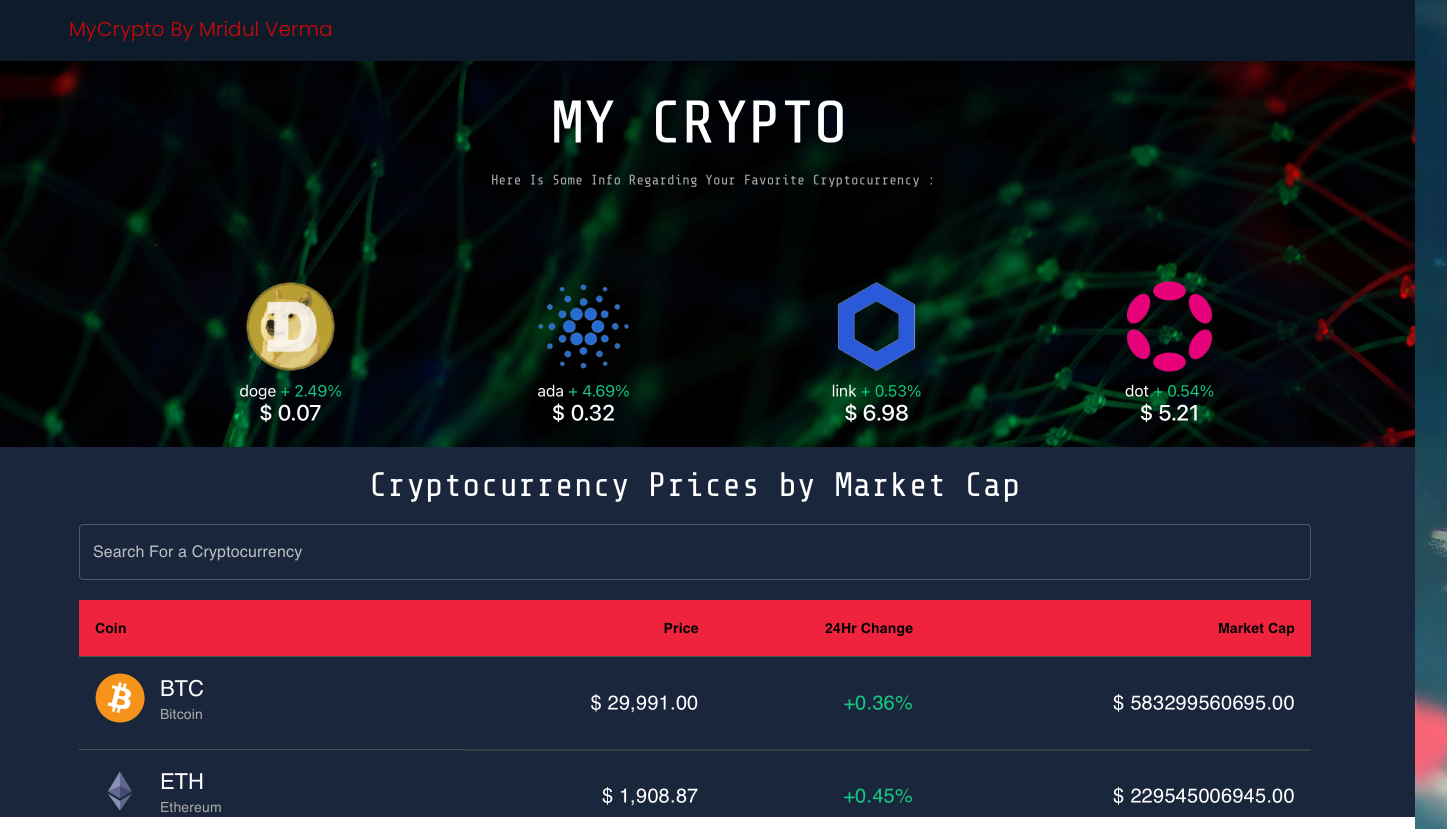 MyCrypto By Mridul Verma
MY CRYPTO
Here Is Some Info Regarding Your Favorite Cryptocurrency :
doge + 2.49% ada + 4.69% link + 0.53% dot + 0.54%
$ 0.07 $ 0.32 $ 6.98 $ 5.21
Cryptocurrency Prices by Market Cap
Search For a Cryptocurrency
Coin Price 24Hr Change Market Cap
BTC
Bitcoin
$ 29,991.00 +0.36% $ 583299560695.00
ETH
Ethereum
$ 1,908.87 +0.45% $ 229545006945.00